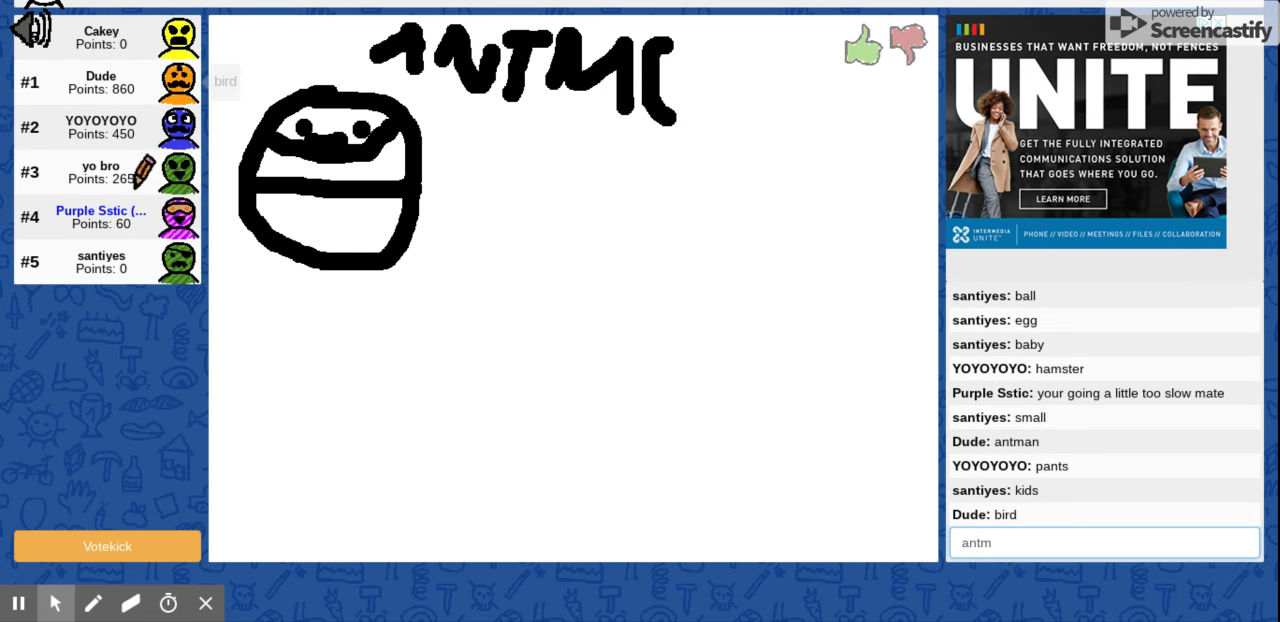 powered by
Screencastify
Cakey
Points: 0
#1
Dude
Points: 860
#2
YOYOYOYO
Points: 450
#3
yo bro
Points: 265
#4
Purple Sstic (...
Points: 60
#5
santiyes
Points: 0
Votekick
bird
ANTM(
BUSINESSES THAT WANT FREEDOM, NOT FENCES
UNITE
GET THE FULLY INTEGRATED
COMMUNICATIONS SOLUTION
THAT GOES WHERE YOU GO.
LEARN MORE
INTERMEDIA
UNITE™
PHONE // VIDEO // MEETINGS // FILES // COLLABORATION
santiyes: ball
santiyes: egg
santiyes: baby
YOYOYOYO: hamster
Purple Sstic: your going a little too slow mate
santiyes: small
Dude: antman
YOYOYOYO: pants
santiyes: kids
Dude: bird
antm